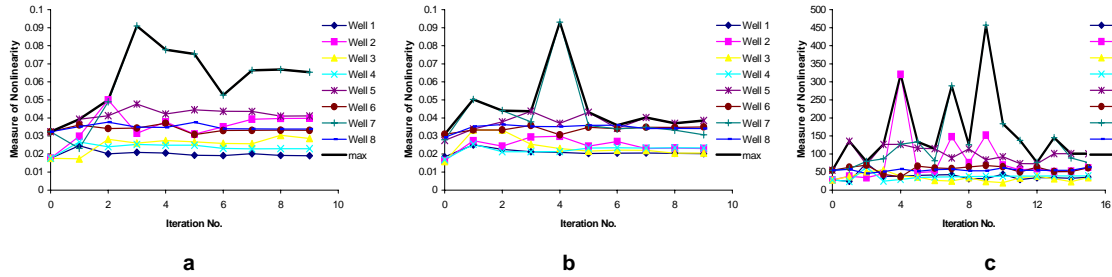 Measure of Nonlinearity
0.1
0.09
0.08
0.07
0.06
0.05
0.04
0.03
0.02
0.01
0
0 2 4 6 8 10
Iteration No.
Well 1
Well 2
Well 3
Well 4
Well 5
Well 6
Well 7
Well 8
max
a
Measure of Nonlinearity
0.1
0.09
0.08
0.07
0.06
0.05
0.04
0.03
0.02
0.01
0
0 2 4 6 8 10
Iteration No.
Well 1
Well 2
Well 3
Well 4
Well 5
Well 6
Well 7
Well 8
max
b
Measure of Nonlinearity
500
450
400
350
300
250
200
150
100
50
0
0 4 8 12 16
Iteration No.
c